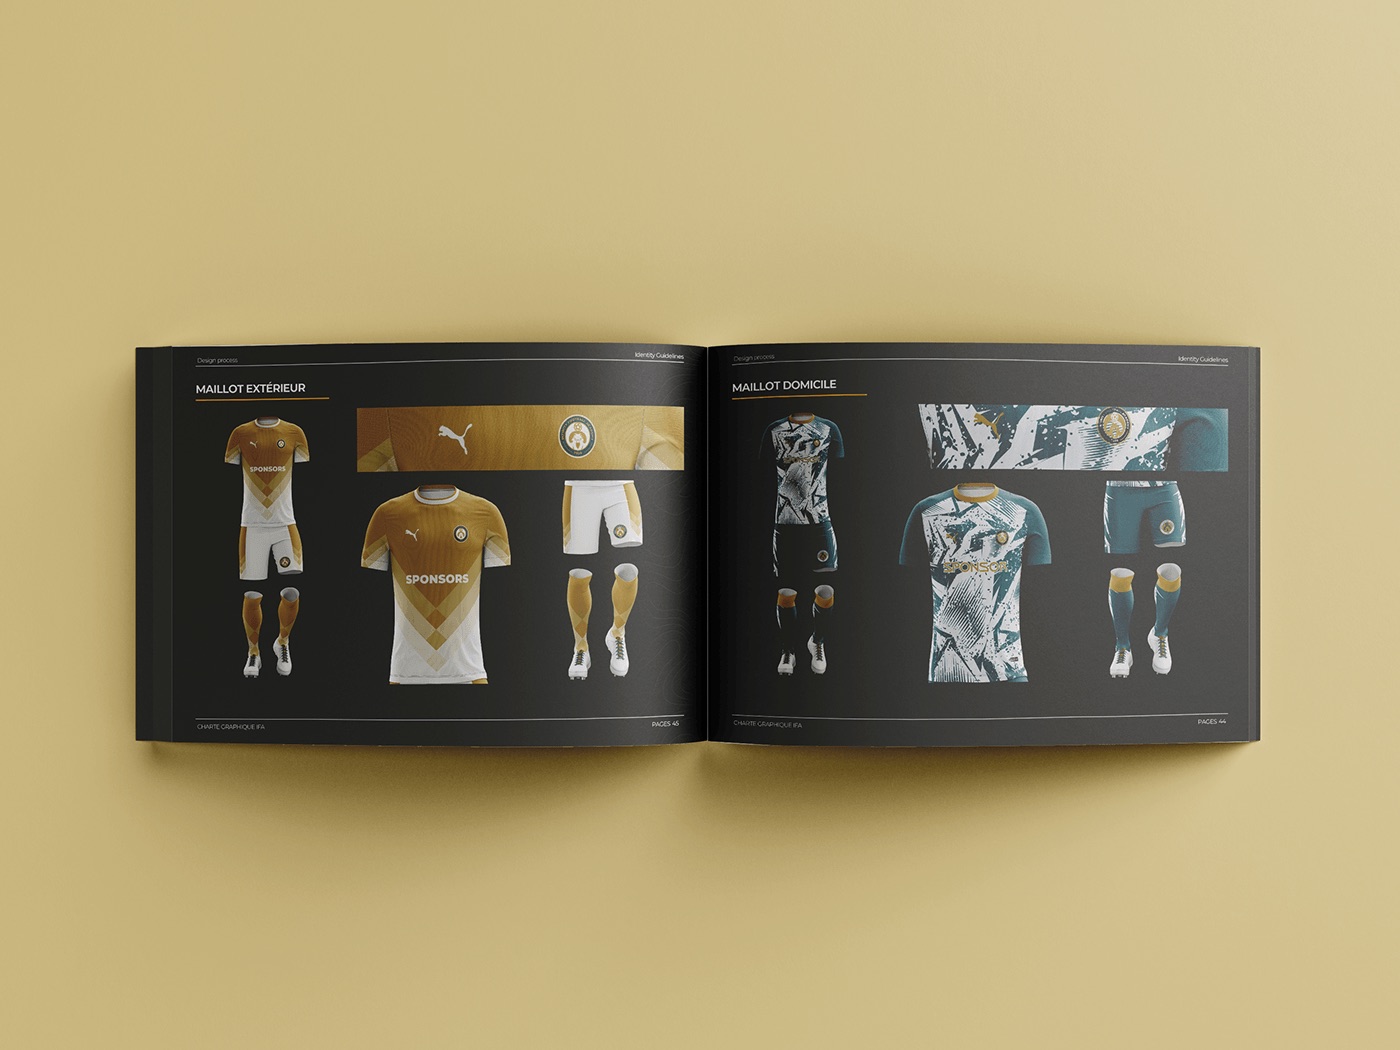 Design process
Identity Guidelines
MAILLOT EXTÉRIEUR
SPONSORS
SPONSORS
CHARTE GRAPHIQUE IFA
PAGES 45
Design process
Identity Guidelines
MAILLOT DOMICILE
SPONSOR
CHARTE GRAPHIQUE IFA
PAGES 44